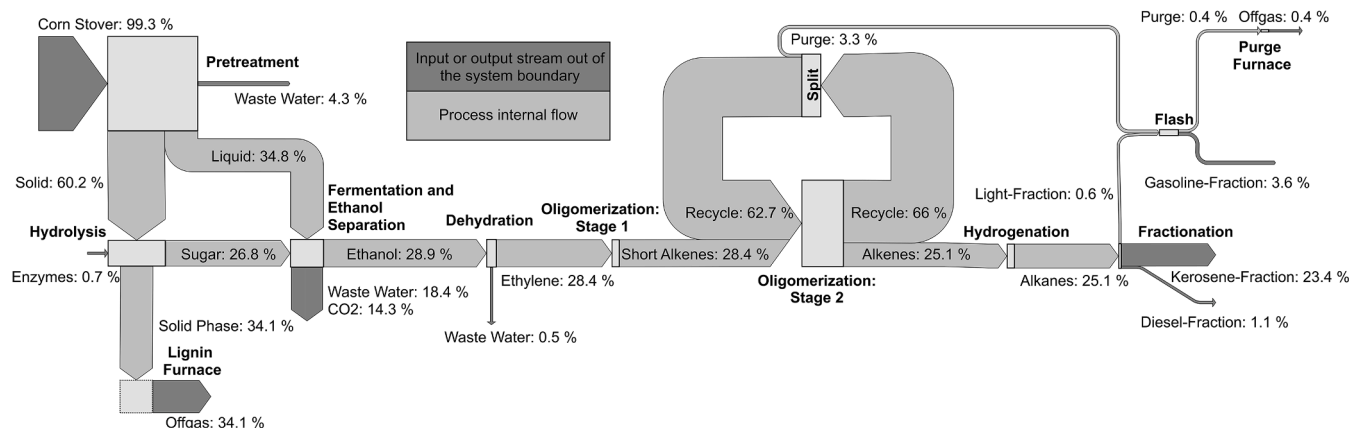 Corn Stover: 99.3 %
Pretreatment
Waste Water: 4.3 %
Liquid: 34.8 %
Solid: 60.2 %
Input or output stream out of
the system boundary
Process internal flow
Hydrolysis
Enzymes: 0.7 %
Sugar: 26.8 %
Solid Phase: 34.1 %
Lignin
Furnace
Offgas: 34.1 %
Fermentation and
Ethanol
Separation
Ethanol: 28.9 %
Waste Water: 18.4 %
CO2: 14.3 %
Dehydration
Ethylene: 28.4 %
Waste Water: 0.5 %
Oligomerization:
Stage 1
Short Alkenes: 28.4 %
Recycle: 62.7 %
Purge: 3.3 %
Split
Recycle: 66 %
Oligomerization:
Stage 2
Alkenes: 25.1 %
Hydrogenation
Alkanes: 25.1 %
Light-Fraction: 0.6 %
Fractionation
Kerosene-Fraction: 23.4 %
Diesel-Fraction: 1.1 %
Flash
Gasoline-Fraction: 3.6 %
Purge: 0.4 %
Offgas: 0.4 %
Purge
Furnace